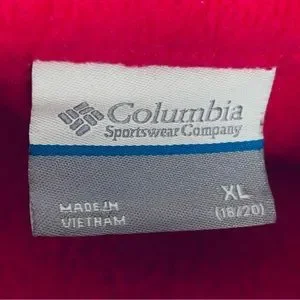 Columbia
Sportswear Company
XL
(18/20)
MADE IN
VIETNAM